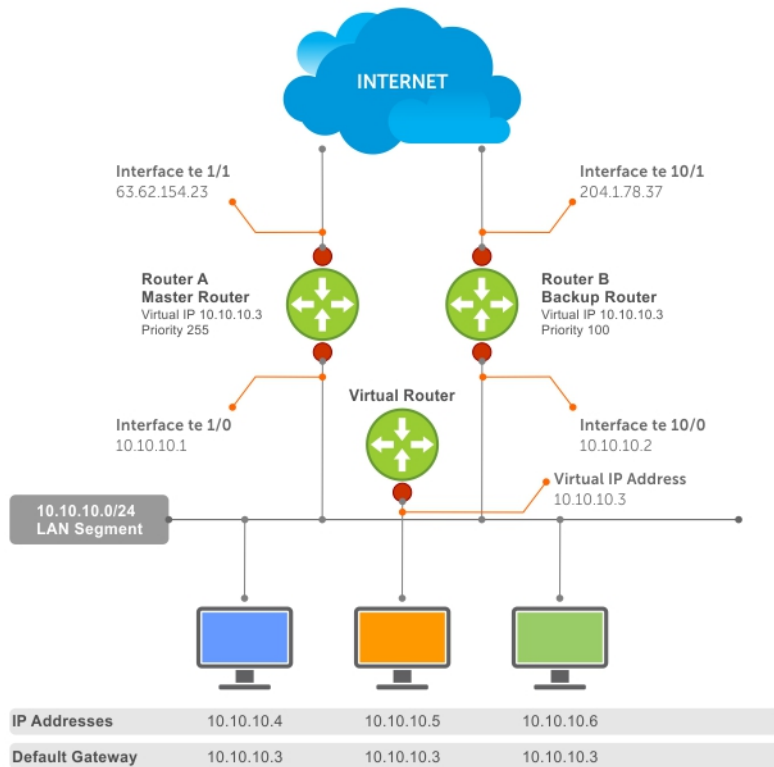 INTERNET
Interface te 1/1
63.62.154.23
Interface te 10/1
204.1.78.37
Router A
Master Router
Virtual IP 10.10.10.3
Priority 255
Router B
Backup Router
Virtual IP 10.10.10.3
Priority 100
Interface te 1/0
10.10.10.1
Virtual Router
Interface te 10/0
10.10.10.2
Virtual IP Address
10.10.10.3
10.10.10.0/24
LAN Segment
IP Addresses 10.10.10.4 10.10.10.5 10.10.10.6
Default Gateway 10.10.10.3 10.10.10.3 10.10.10.3